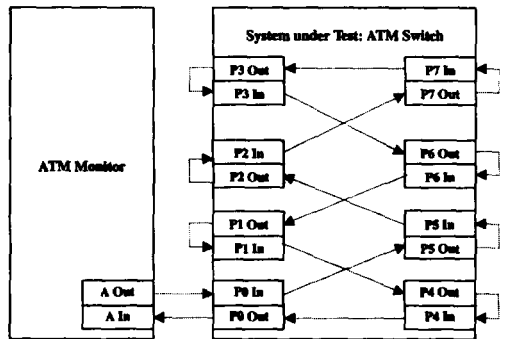 System under Test: ATM Switch
P3 Out
P7 In
P3 In
P7 Out
ATM Monitor
P2 In
P6 Out
P2 Out
P6 In
P1 Out
P5 In
P1 In
P5 Out
A Out
P0 In
P4 Out
A In
P0 Out
P4 In